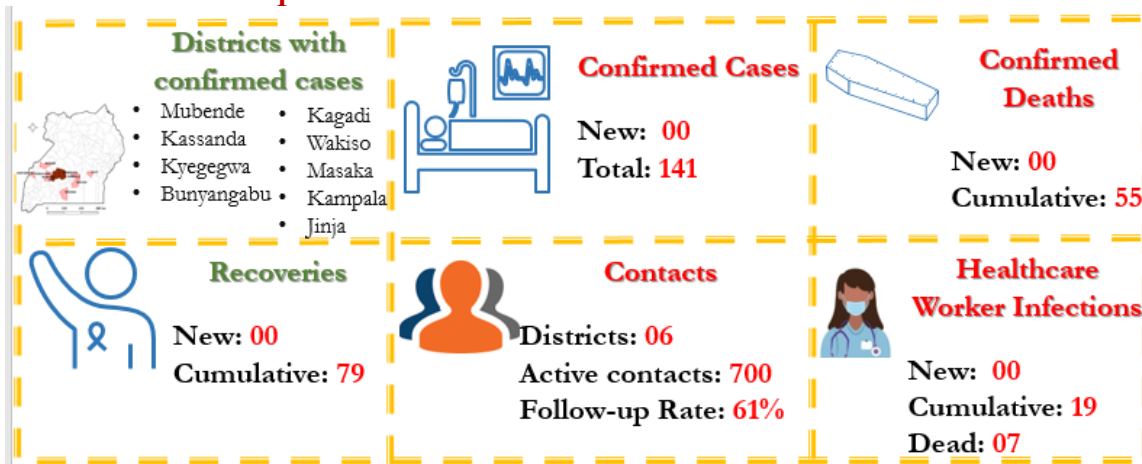 Districts with
confirmed cases
• Mubende
• Kassanda
• Kyegegwa
• Bunyangabu
• Kagadi
• Wakiso
• Masaka
• Kampala
• Jinja
Confirmed Cases
New: 00
Total: 141
Confirmed
Deaths
New: 00
Cumulative: 55
Recoveries
New: 00
Cumulative: 79
Contacts
Districts: 06
Active contacts: 700
Follow-up Rate: 61%
Healthcare
Worker Infections
New: 00
Cumulative: 19
Dead: 07